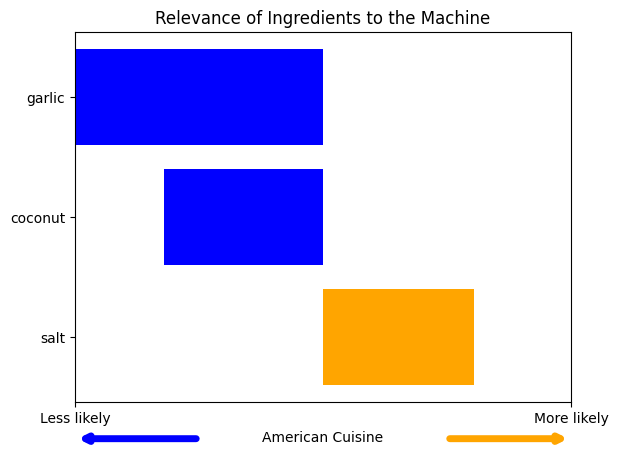 Relevance of Ingredients to the Machine
garlic
coconut
salt
Less likely
More likely
American Cuisine